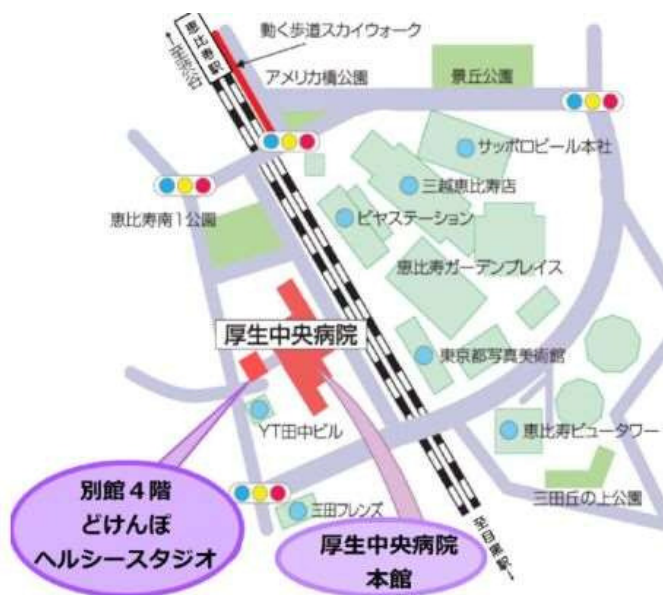 恵比寿駅
←至渋谷
動く歩道スカイウォーク
アメリカ橋公園
景丘公園
サッポロビール本社
三越恵比寿店
恵比寿南1公園
ビヤステーション
恵比寿ガーデンプレイス
厚生中央病院
東京都写真美術館
YT田中ビル
恵比寿ビュータワー
別館4階
どけんぽ
ヘルシースタジオ
三田フレンズ
三田丘の上公園
厚生中央病院
本館
至目黒駅→